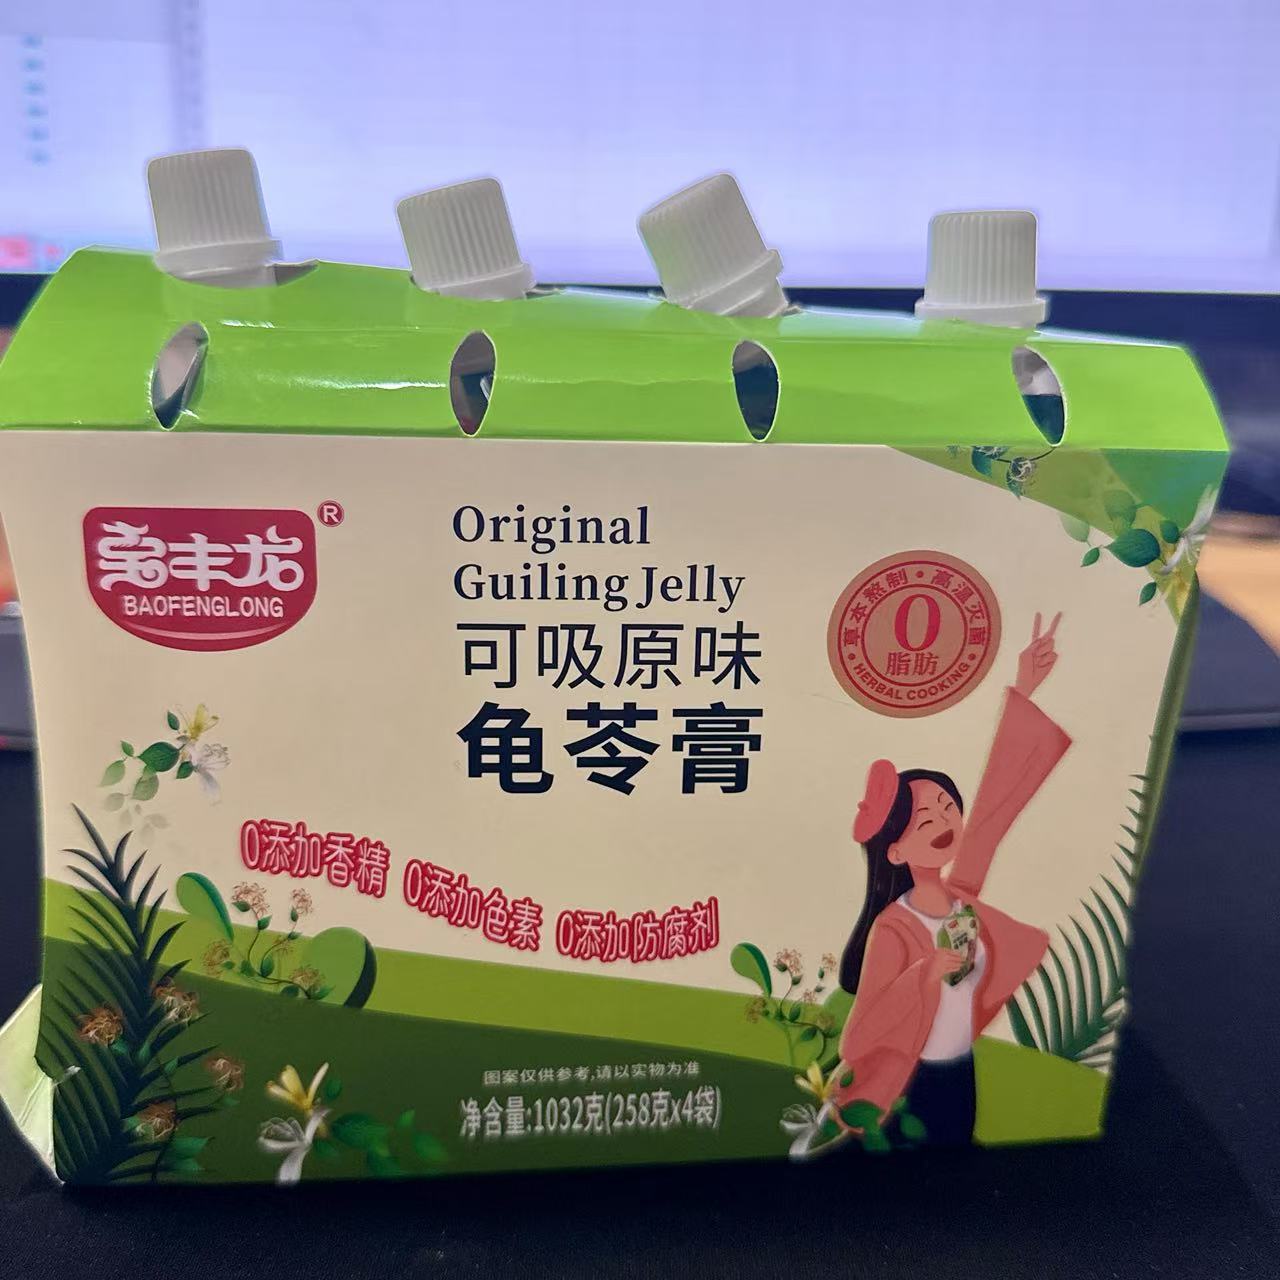 宝丰龙
BAOFENGLONG
®
Original
Guiling Jelly
可吸原味
龟苓膏
草本熬制·高温灭菌
0
脂肪
HERBAL COOKING
0添加香精 0添加色素 0添加防腐剂
图案仅供参考,请以实物为准
净含量:1032克(258克x4袋)